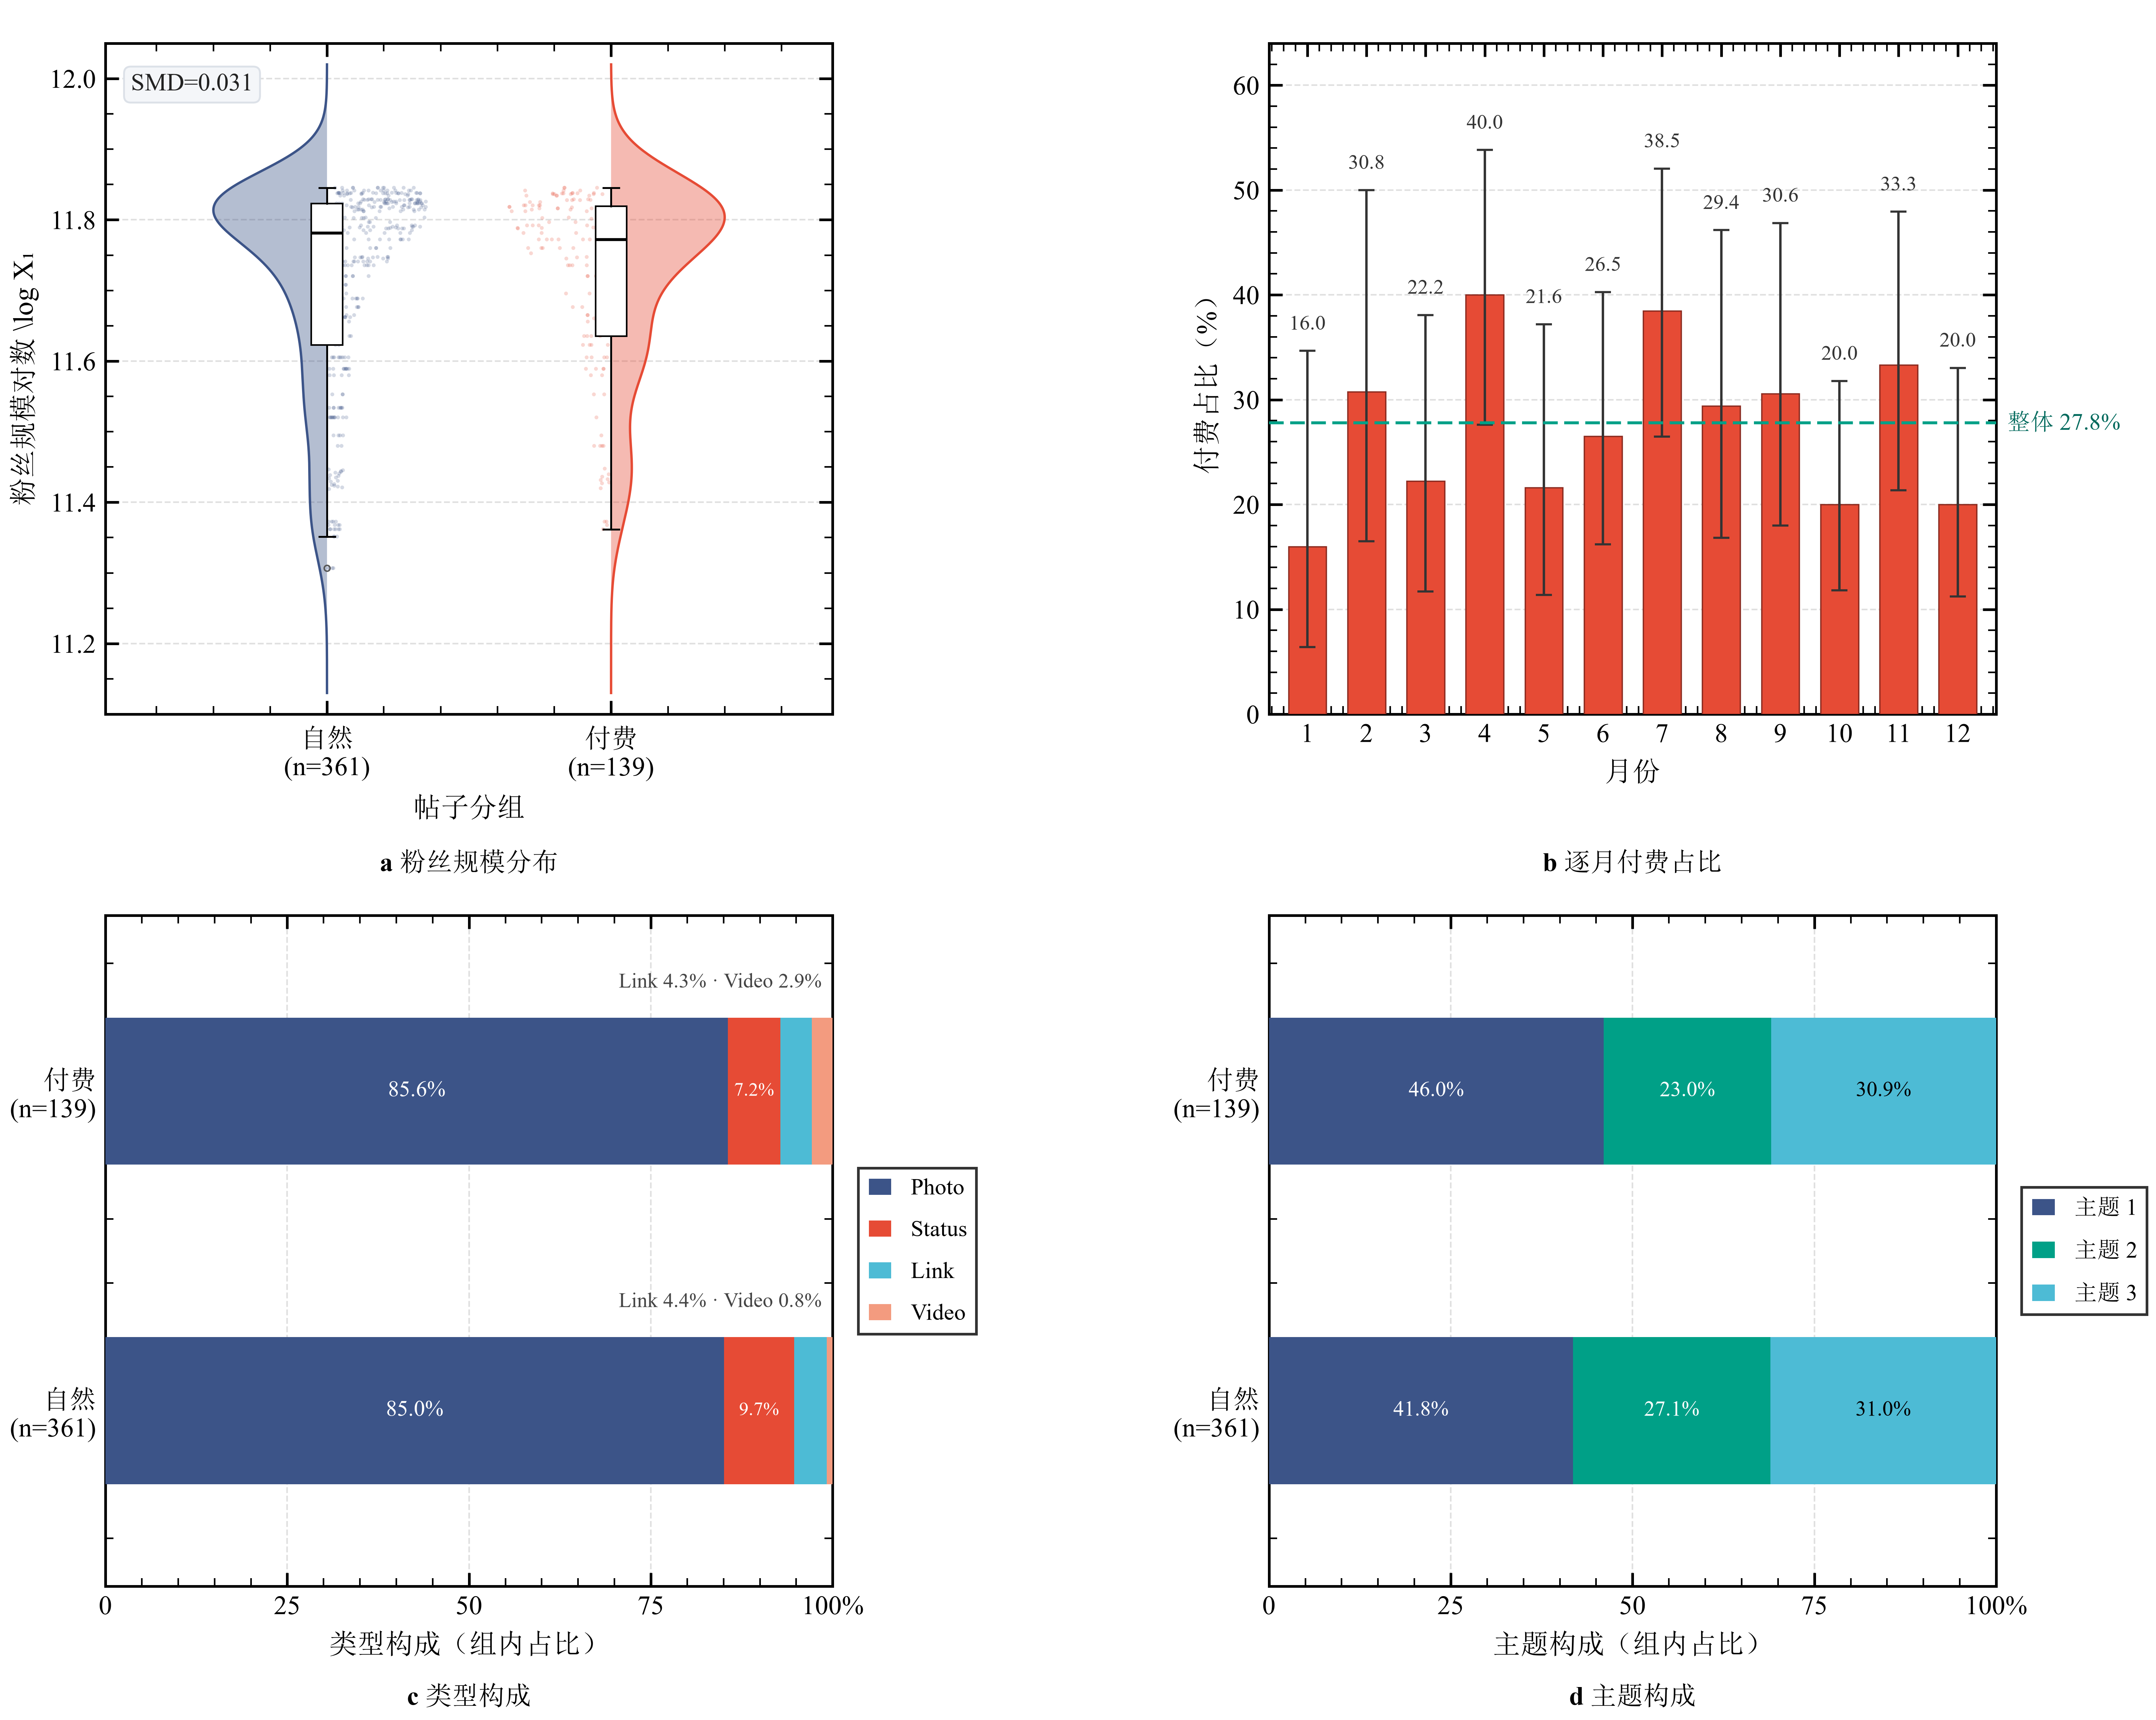 12.0
11.8
11.6
11.4
11.2
粉丝规模对数 \log X₁
SMD=0.031
自然
(n=361)
付费
(n=139)
帖子分组
a 粉丝规模分布
60
50
40
30
20
10
0
付费占比（%）
16.0
30.8
22.2
40.0
21.6
26.5
38.5
29.4
30.6
20.0
33.3
20.0
整体 27.8%
1
2
3
4
5
6
7
8
9
10
11
12
月份
b 逐月付费占比
Link 4.3% · Video 2.9%
付费
(n=139)
85.6%
7.2%
Link 4.4% · Video 0.8%
自然
(n=361)
85.0%
9.7%
Photo
Status
Link
Video
0
25
50
75
100%
类型构成（组内占比）
c 类型构成
付费
(n=139)
46.0%
23.0%
30.9%
自然
(n=361)
41.8%
27.1%
31.0%
主题 1
主题 2
主题 3
0
25
50
75
100%
主题构成（组内占比）
d 主题构成